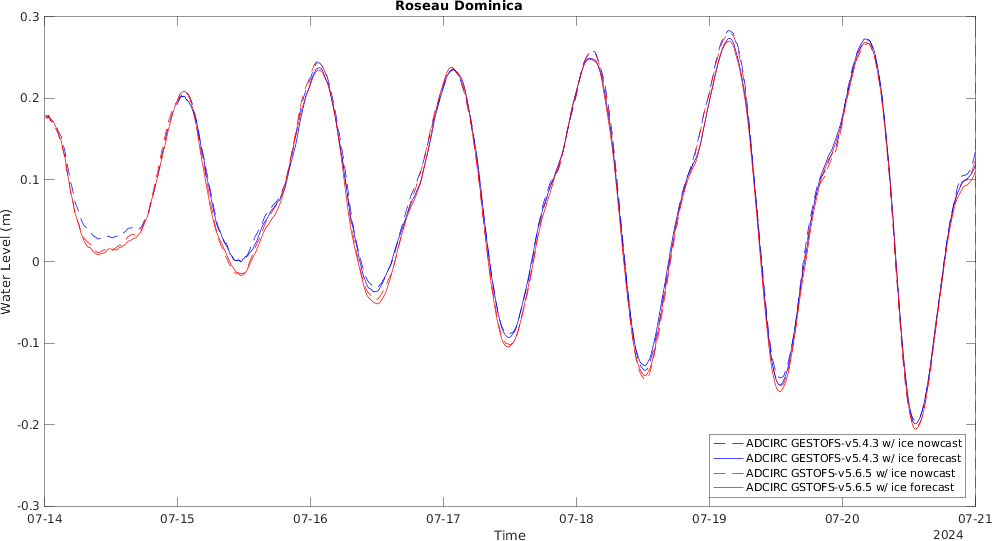 Roseau Dominica
0.3
0.2
0.1
0
-0.1
-0.2
-0.3
Water Level (m)
ADCIRC GESTOFS-v5.4.3 w/ ice nowcast
ADCIRC GESTOFS-v5.4.3 w/ ice forecast
ADCIRC GSTOFS-v5.6.5 w/ ice nowcast
ADCIRC GSTOFS-v5.6.5 w/ ice forecast
07-14 07-15 07-16 07-17 07-18 07-19 07-20 07-21
Time
2024